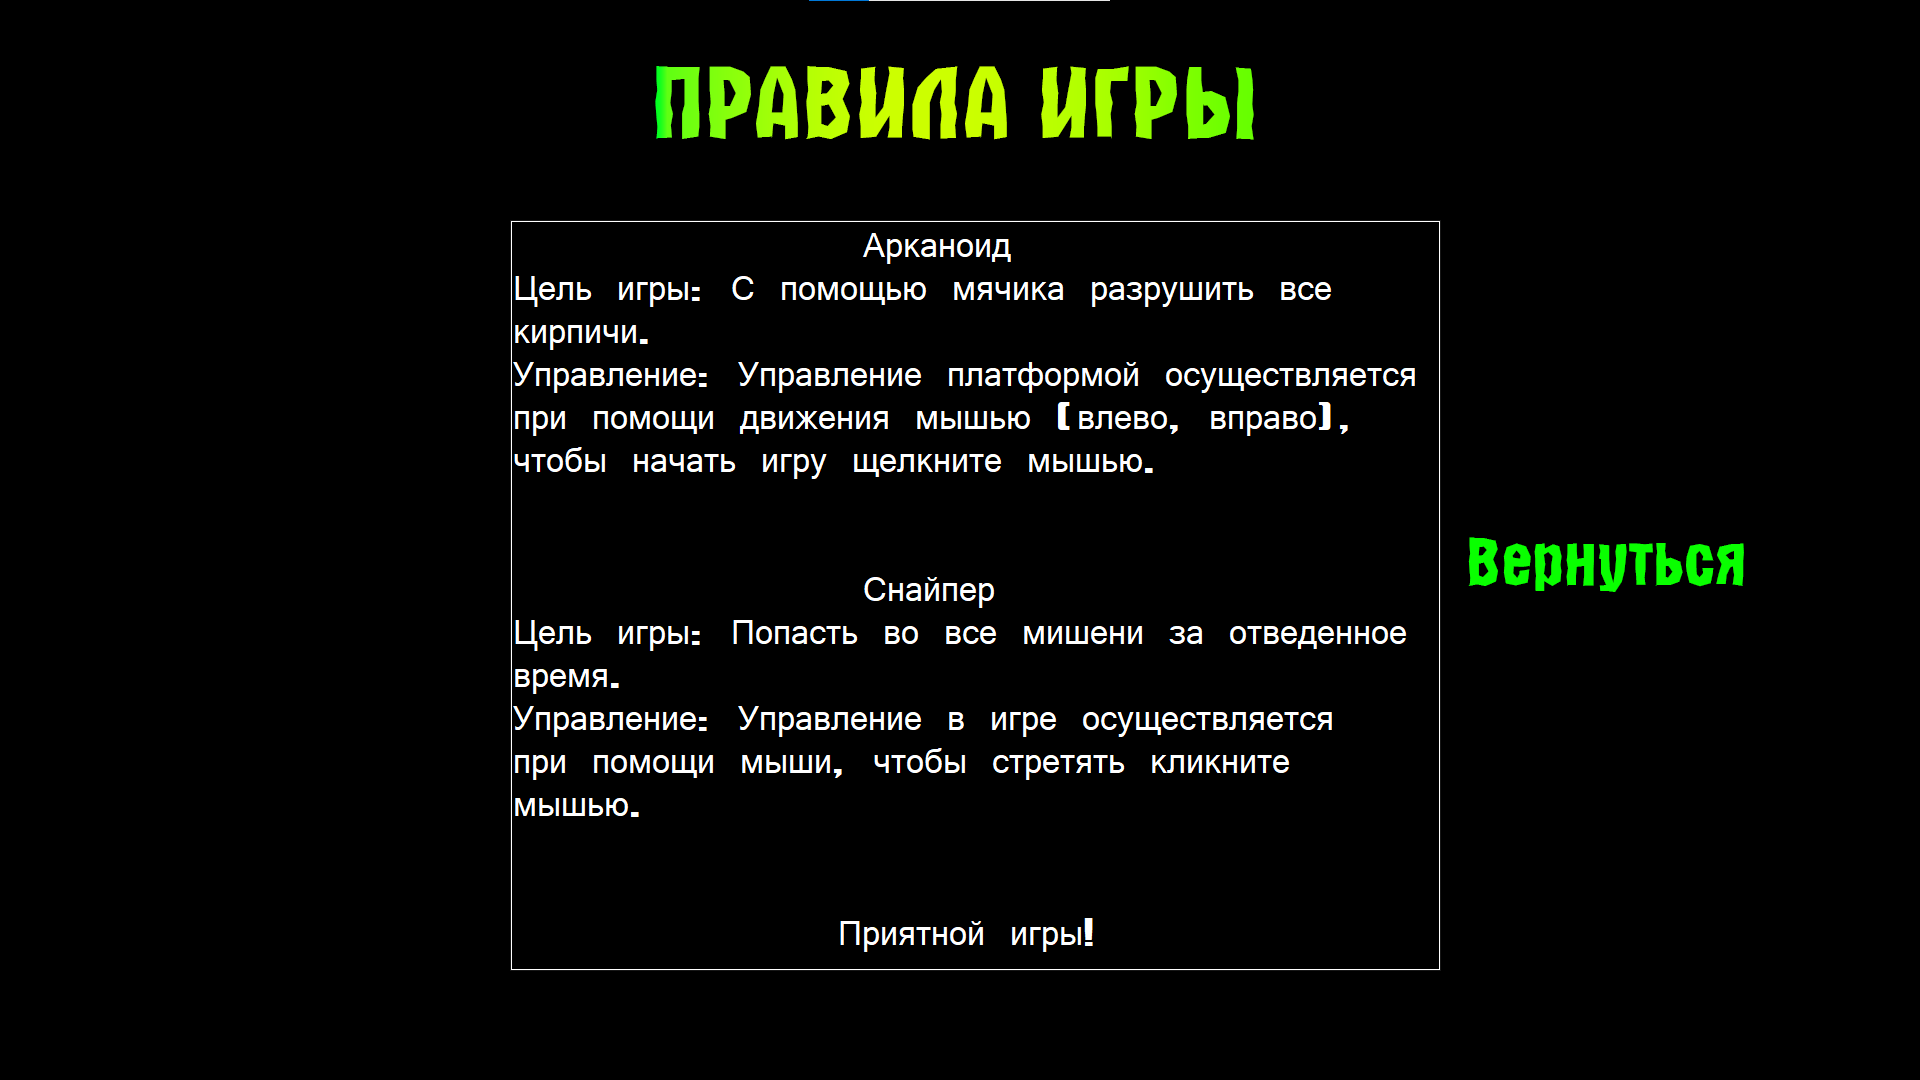 ПРАВИЛА ИГРЫ
Арканоид
Цель игры: С помощью мячика разрушить все
кирпичи.
Управление: Управление платформой осуществляется
при помощи движения мышью (влево, вправо),
чтобы начать игру щелкните мышью.
Вернуться
Снайпер
Цель игры: Попасть во все мишени за отведенное
время.
Управление: Управление в игре осуществляется
при помощи мыши, чтобы стретять кликните
мышью.
Приятной игры!